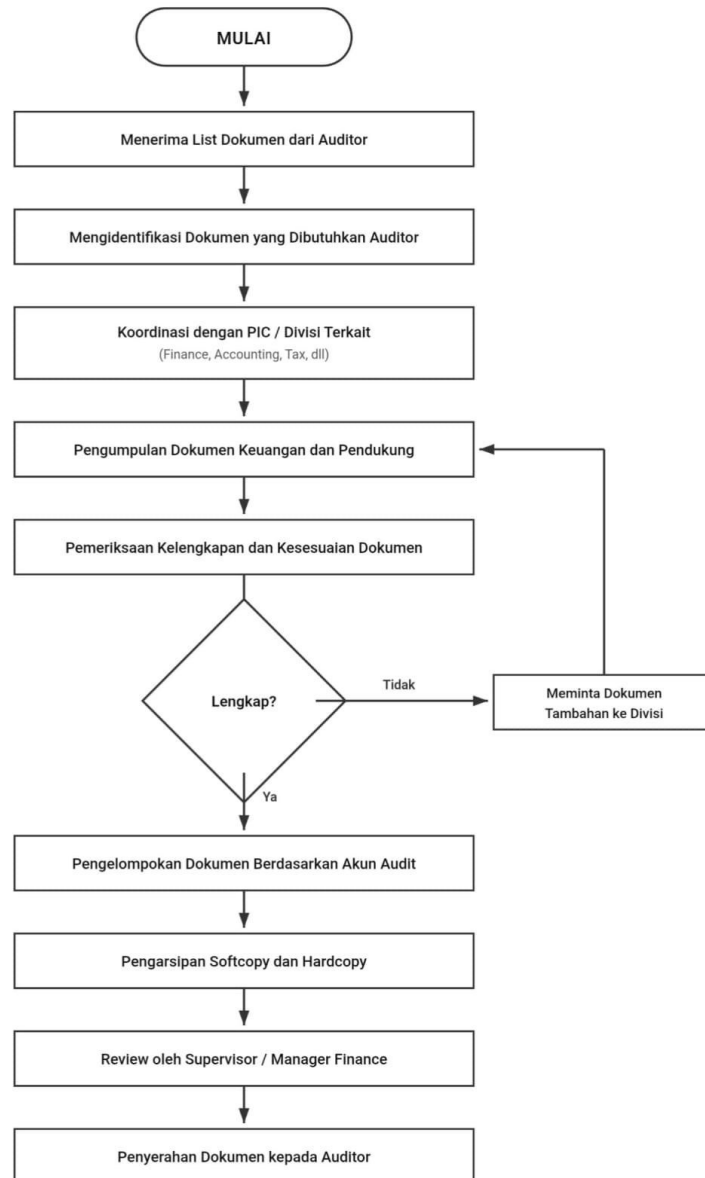 MULAI
Menerima List Dokumen dari Auditor
Mengidentifikasi Dokumen yang Dibutuhkan Auditor
Koordinasi dengan PIC / Divisi Terkait
(Finance, Accounting, Tax, dll)
Pengumpulan Dokumen Keuangan dan Pendukung
Pemeriksaan Kelengkapan dan Kesesuaian Dokumen
Lengkap?
Tidak
Meminta Dokumen
Tambahan ke Divisi
Ya
Pengelompokan Dokumen Berdasarkan Akun Audit
Pengarsipan Softcopy dan Hardcopy
Review oleh Supervisor / Manager Finance
Penyerahan Dokumen kepada Auditor